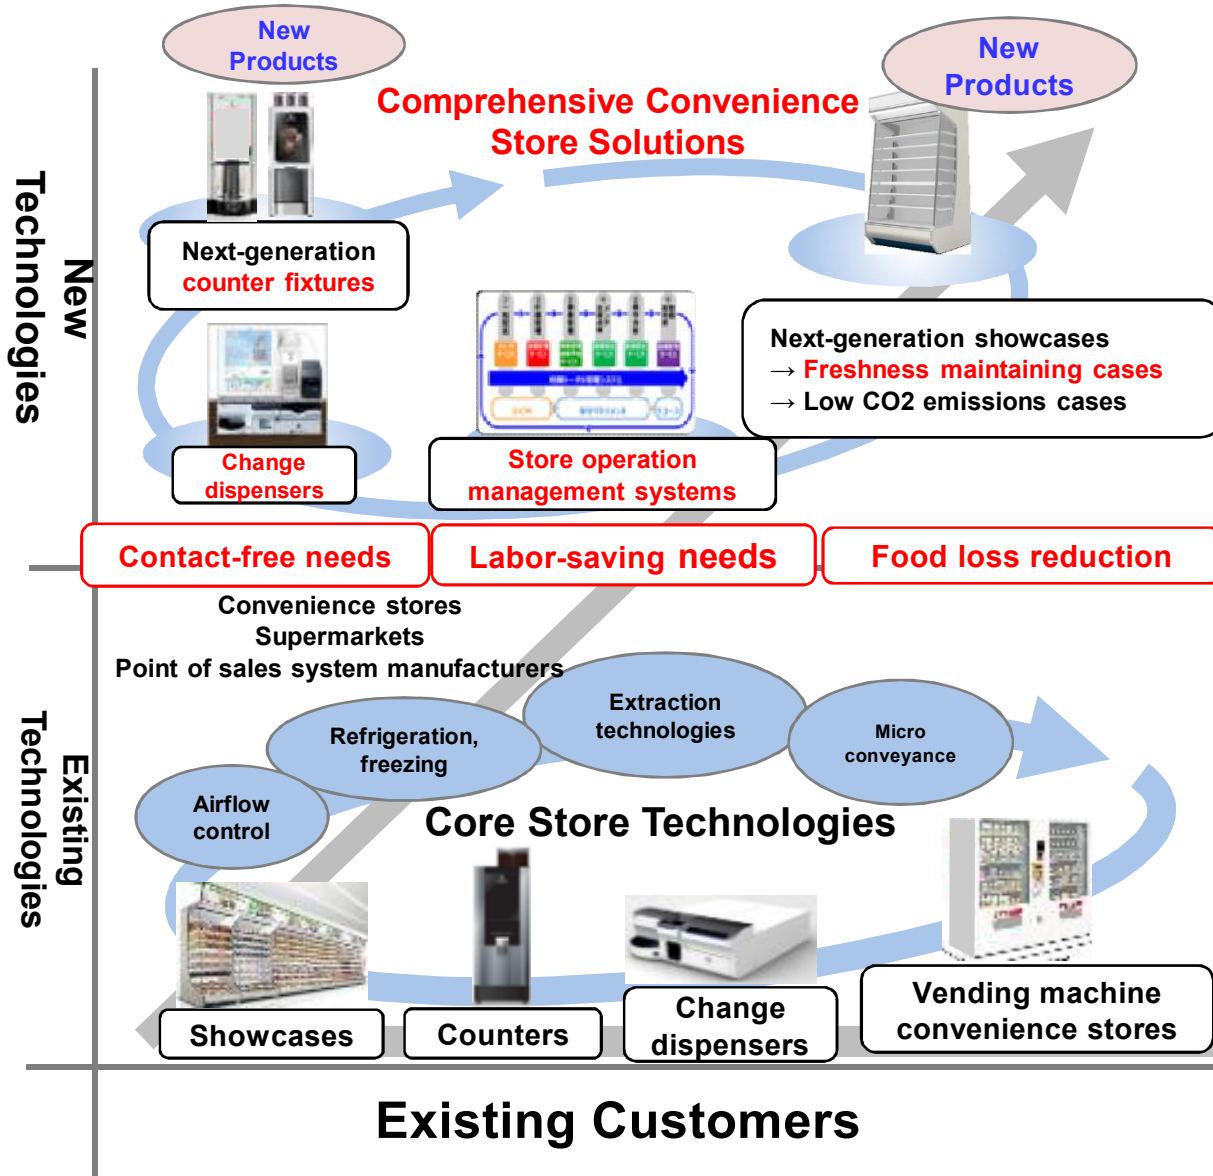 New
Products
New
Products
Comprehensive Convenience
Store Solutions
New
Technologies
Next-generation
counter fixtures
Next-generation showcases
→ Freshness maintaining cases
→ Low CO2 emissions cases
Change
dispensers
Store operation
management systems
Contact-free needs
Labor-saving needs
Food loss reduction
Convenience stores
Supermarkets
Point of sales system manufacturers
Existing
Technologies
Extraction
technologies
Refrigeration,
freezing
Micro
conveyance
Airflow
control
Core Store Technologies
Showcases
Counters
Change
dispensers
Vending machine
convenience stores
Existing Customers